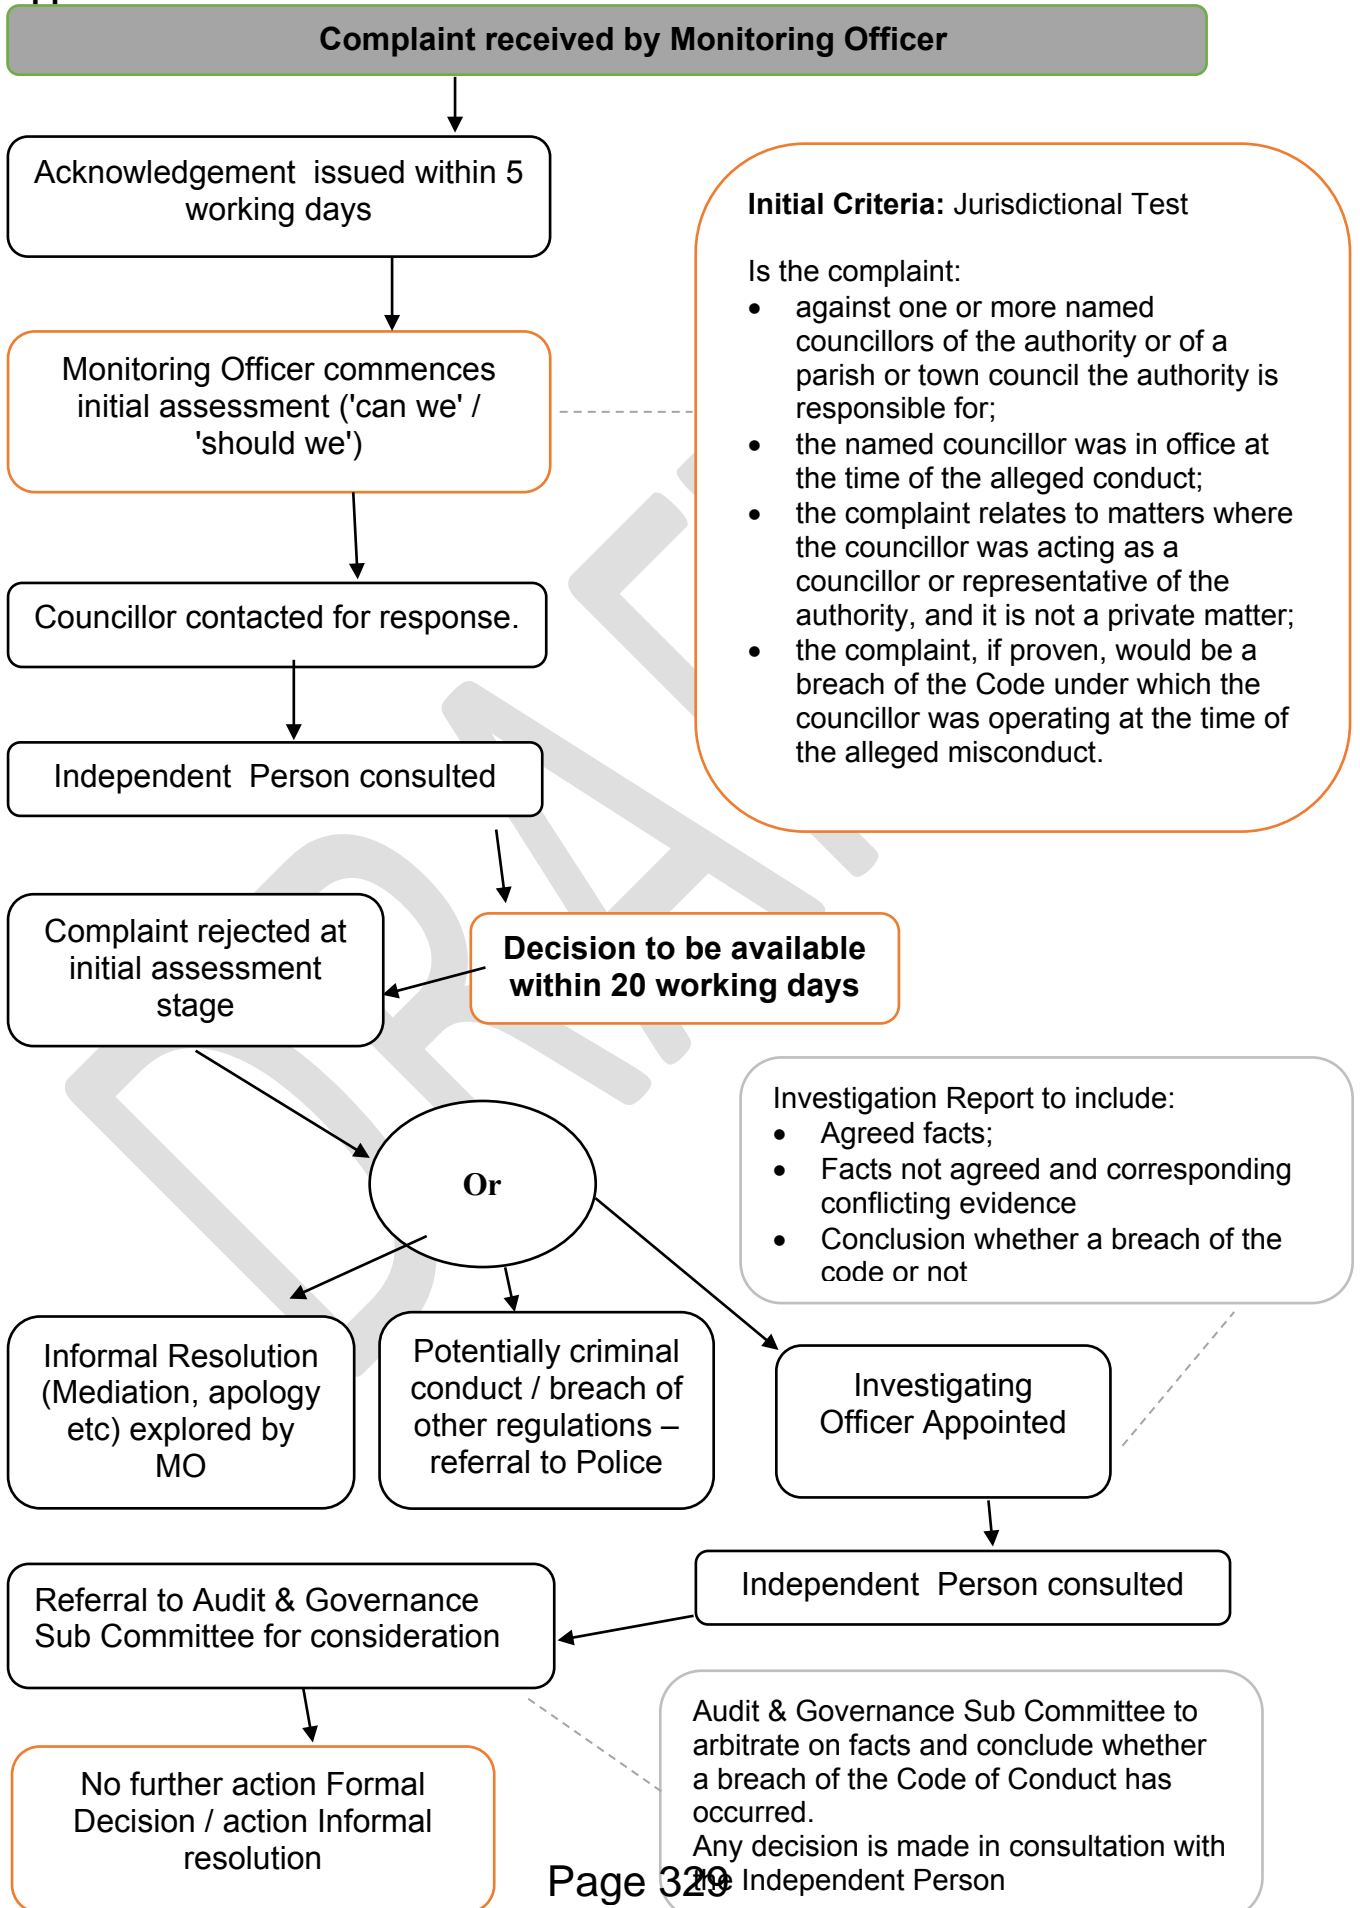 Complaint received by Monitoring Officer
Acknowledgement issued within 5
working days
Initial Criteria: Jurisdictional Test
Is the complaint:
• against one or more named
councillors of the authority or of a
parish or town council the authority is
responsible for;
• the named councillor was in office at
the time of the alleged conduct;
• the complaint relates to matters where
the councillor was acting as a
councillor or representative of the
authority, and it is not a private matter;
• the complaint, if proven, would be a
breach of the Code under which the
councillor was operating at the time of
the alleged misconduct.
Monitoring Officer commences
initial assessment ('can we' /
'should we')
Councillor contacted for response.
Independent Person consulted
Decision to be available
within 20 working days
Complaint rejected at
initial assessment
stage
Or
Investigation Report to include:
• Agreed facts;
• Facts not agreed and corresponding
conflicting evidence
• Conclusion whether a breach of the
code or not
Informal Resolution
(Mediation, apology
etc) explored by
MO
Potentially criminal
conduct / breach of
other regulations –
referral to Police
Investigating
Officer Appointed
Independent Person consulted
Referral to Audit & Governance
Sub Committee for consideration
Audit & Governance Sub Committee to
arbitrate on facts and conclude whether
a breach of the Code of Conduct has
occurred.
Any decision is made in consultation with
the Independent Person
No further action Formal
Decision / action Informal
resolution
Page 329
DRAFT